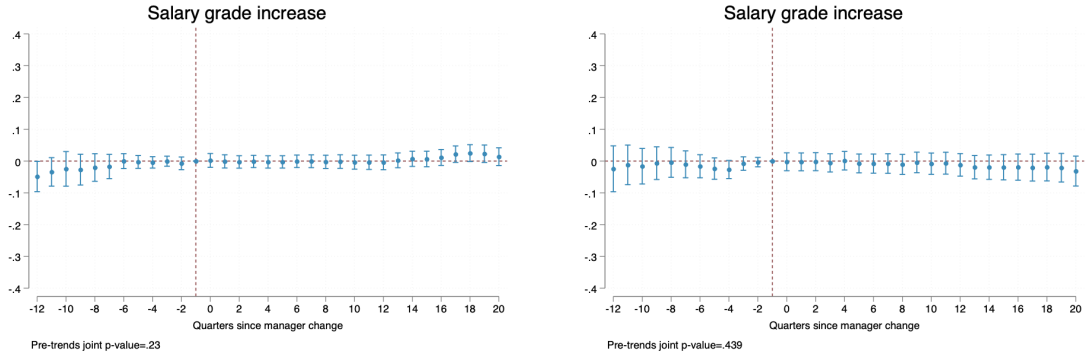 Salary grade increase
.4
.3
.2
.1
0
-.1
-.2
-.3
-.4
-12 -10 -8 -6 -4 -2 0 2 4 6 8 10 12 14 16 18 20
Quarters since manager change
Pre-trends joint p-value=.23
Salary grade increase
.4
.3
.2
.1
0
-.1
-.2
-.3
-.4
-12 -10 -8 -6 -4 -2 0 2 4 6 8 10 12 14 16 18 20
Quarters since manager change
Pre-trends joint p-value=.439